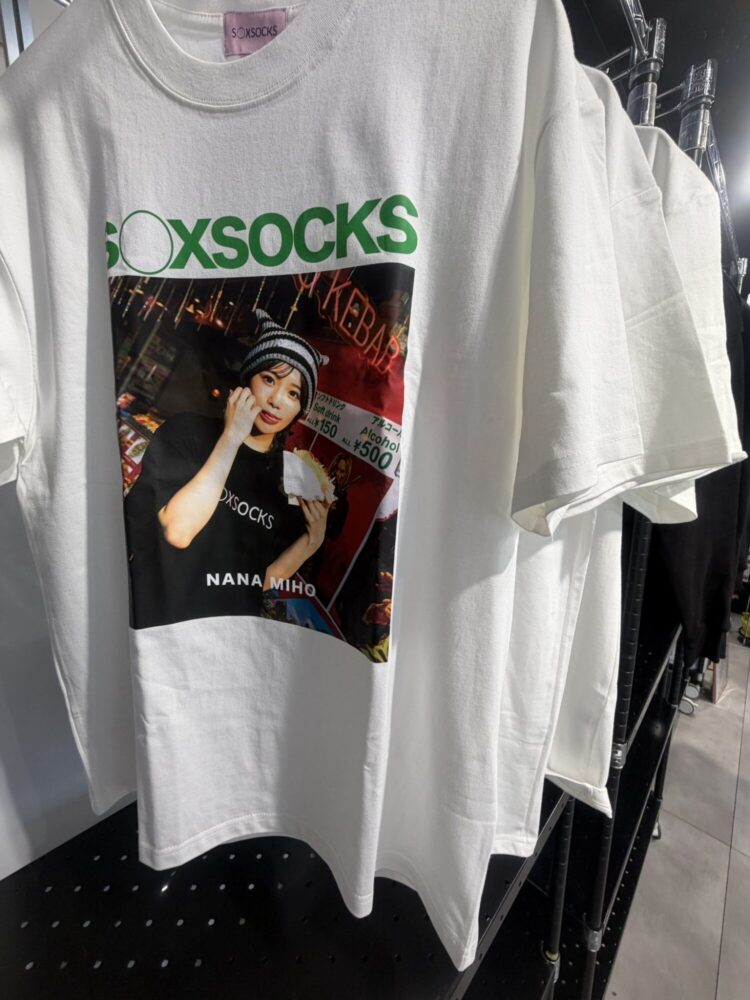 SOXSOCKS
SOXSOCKS
KEBAB
ソフトドリンク
Soft drink
ALL ¥150
アルコール
Alcohol
ALL ¥500
OXSOCKS
NANA MIHO